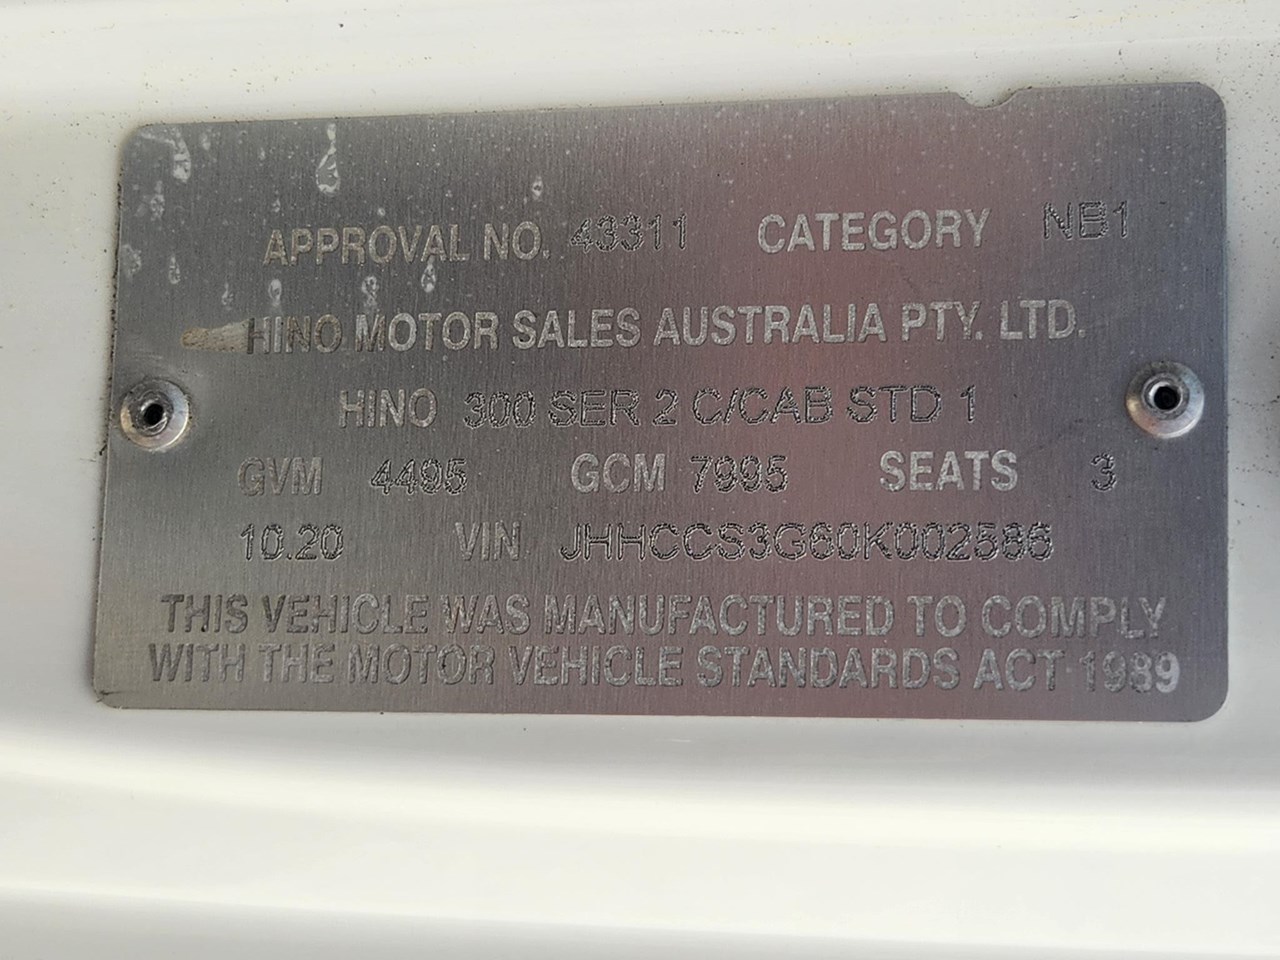 APPROVAL NO. 43311 CATEGORY NB1
HINO MOTOR SALES AUSTRALIA PTY. LTD.
HINO 300 SER 2 C/CAB STD 1
GVM 4495 GCM 7995 SEATS 3
10.20 VIN JHHCCS3G60K002586
THIS VEHICLE WAS MANUFACTURED TO COMPLY
WITH THE MOTOR VEHICLE STANDARDS ACT 1989